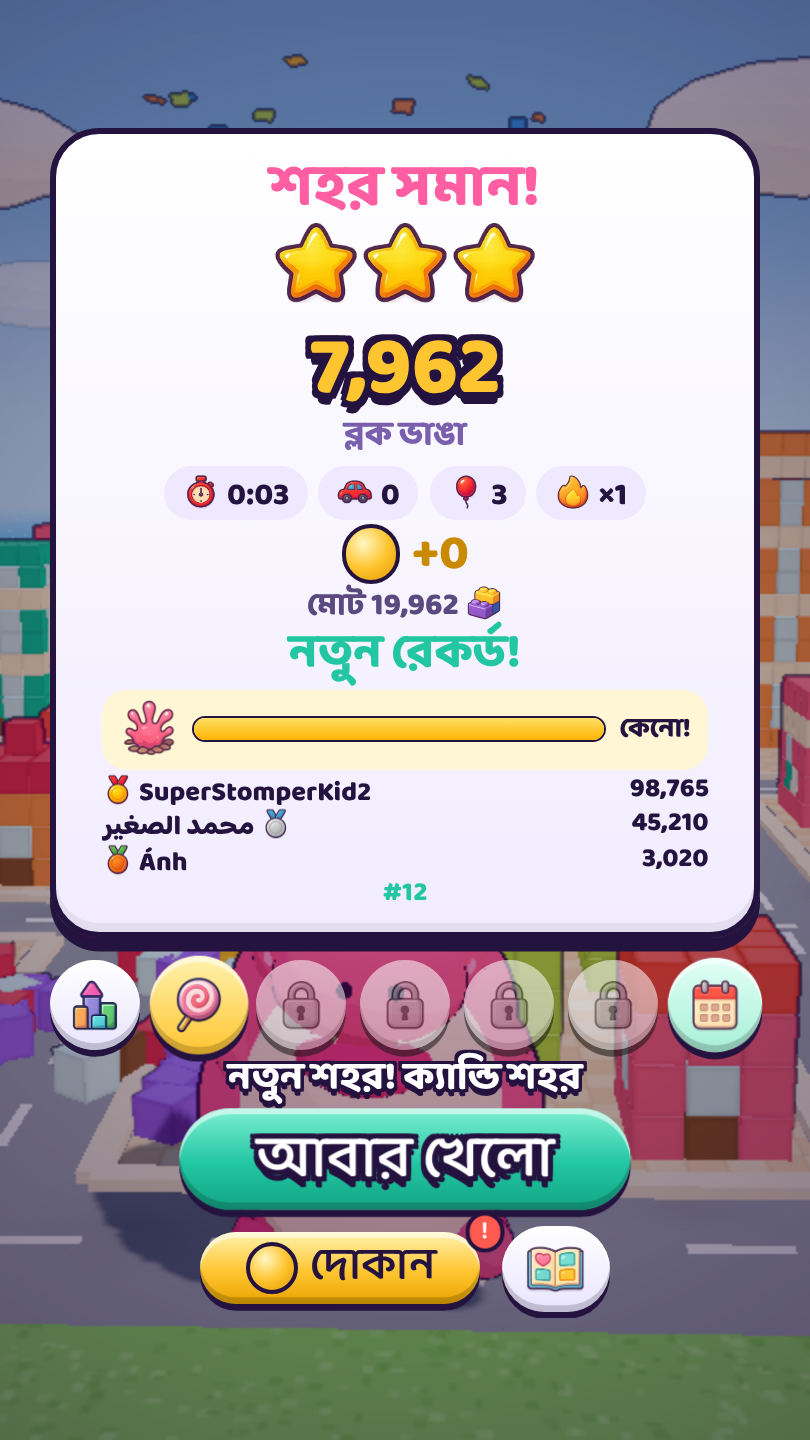 শহর সমান!
7,962
ব্লক ভাঙা
0:03 0 3 ×1
+0
মোট 19,962
নতুন রেকর্ড!
কেনো!
SuperStomperKid2 98,765
محمد الصغير 45,210
Ánh 3,020
#12
নতুন শহর! ক্যান্ডি শহর
আবার খেলো
!
দোকান